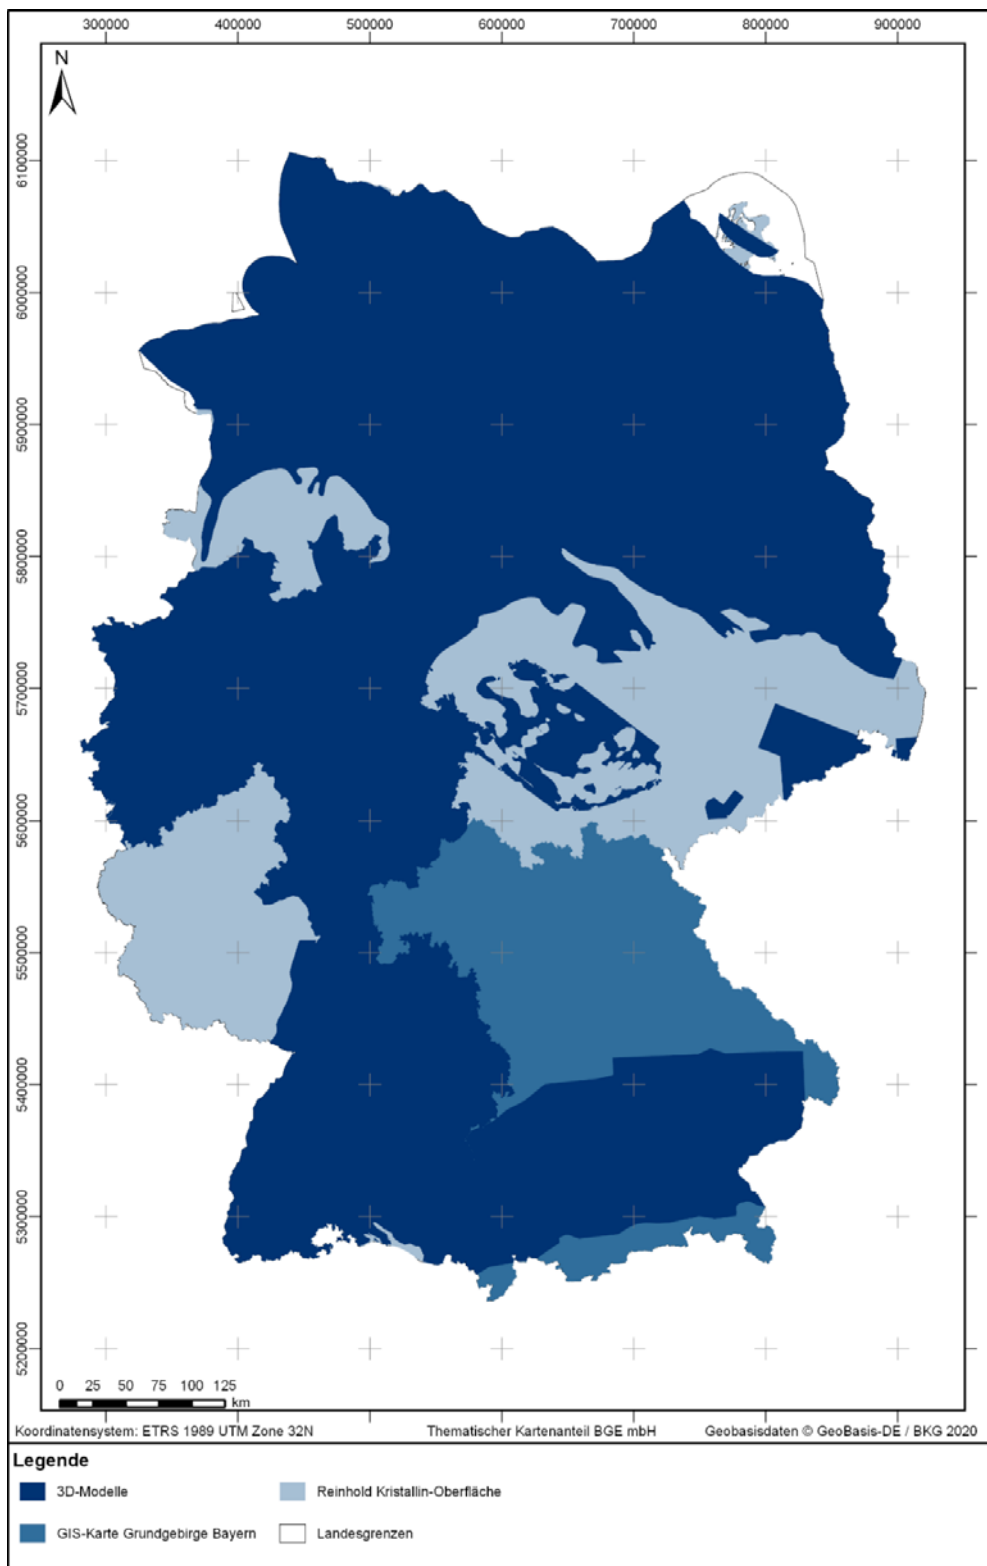 300000 400000 500000 600000 700000 800000 900000
N
6100000
6000000
5900000
5800000
5700000
5600000
5500000
5400000
5300000
5200000
0 25 50 75 100 125
km
Koordinatensystem: ETRS 1989 UTM Zone 32N Thematischer Kartenanteil BGE mbH Geobasisdaten © GeoBasis-DE / BKG 2020
Legende
3D-Modelle Reinhold Kristallin-Oberfläche
GIS-Karte Grundgebirge Bayern Landesgrenzen